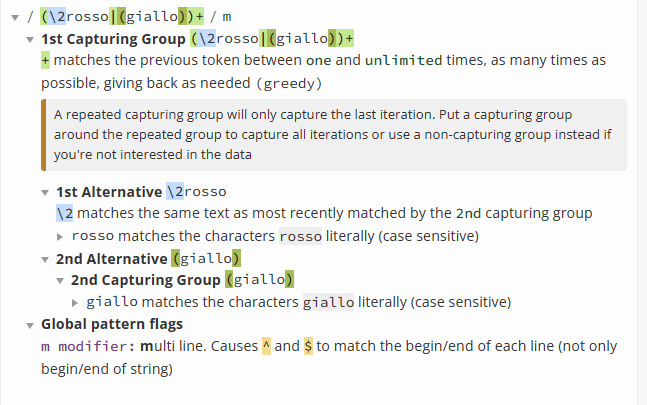 / (\2rosso|(giallo))+ / m
1st Capturing Group (\2rosso|(giallo))+
+ matches the previous token between one and unlimited times, as many times as
possible, giving back as needed (greedy)
A repeated capturing group will only capture the last iteration. Put a capturing group
around the repeated group to capture all iterations or use a non-capturing group instead if
you're not interested in the data
1st Alternative \2rosso
\2 matches the same text as most recently matched by the 2nd capturing group
rosso matches the characters rosso literally (case sensitive)
2nd Alternative (giallo)
2nd Capturing Group (giallo)
giallo matches the characters giallo literally (case sensitive)
Global pattern flags
m modifier: multi line. Causes ^ and $ to match the begin/end of each line (not only
begin/end of string)